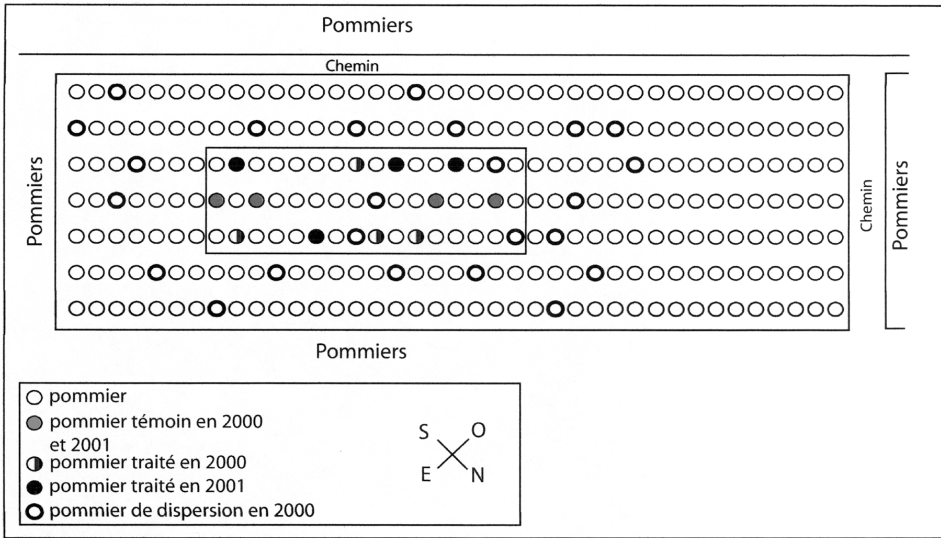 Pommiers
Chemin
Pommiers
Chemin
Pommiers
Pommiers
pommier
pommier témoin en 2000
et 2001
pommier traité en 2000
pommier traité en 2001
pommier de dispersion en 2000
S O
E N